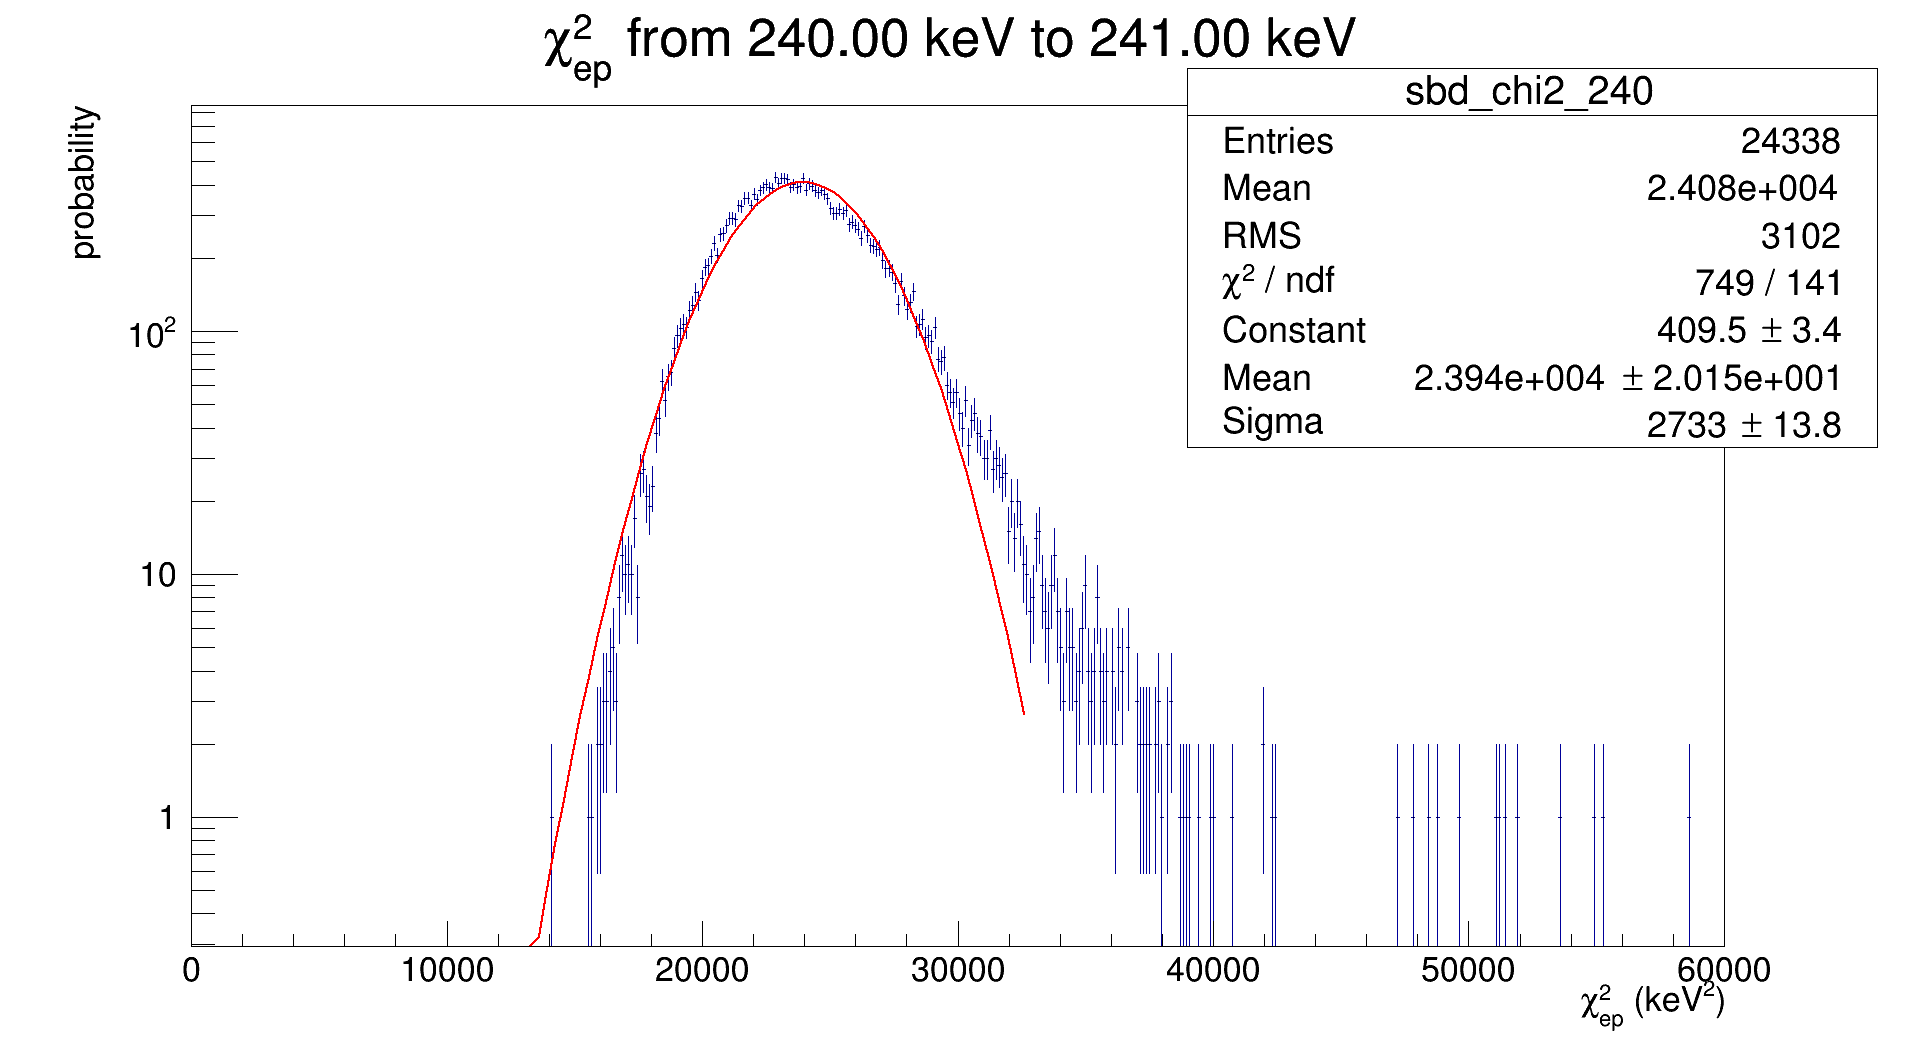 χ²ep from 240.00 keV to 241.00 keV
probability
sbd_chi2_240
Entries 24338
Mean 2.408e+004
RMS 3102
χ² / ndf 749 / 141
Constant 409.5 ± 3.4
Mean 2.394e+004 ± 2.015e+001
Sigma 2733 ± 13.8
10²
10
1
0 10000 20000 30000 40000 50000 60000
χ²ep (keV²)